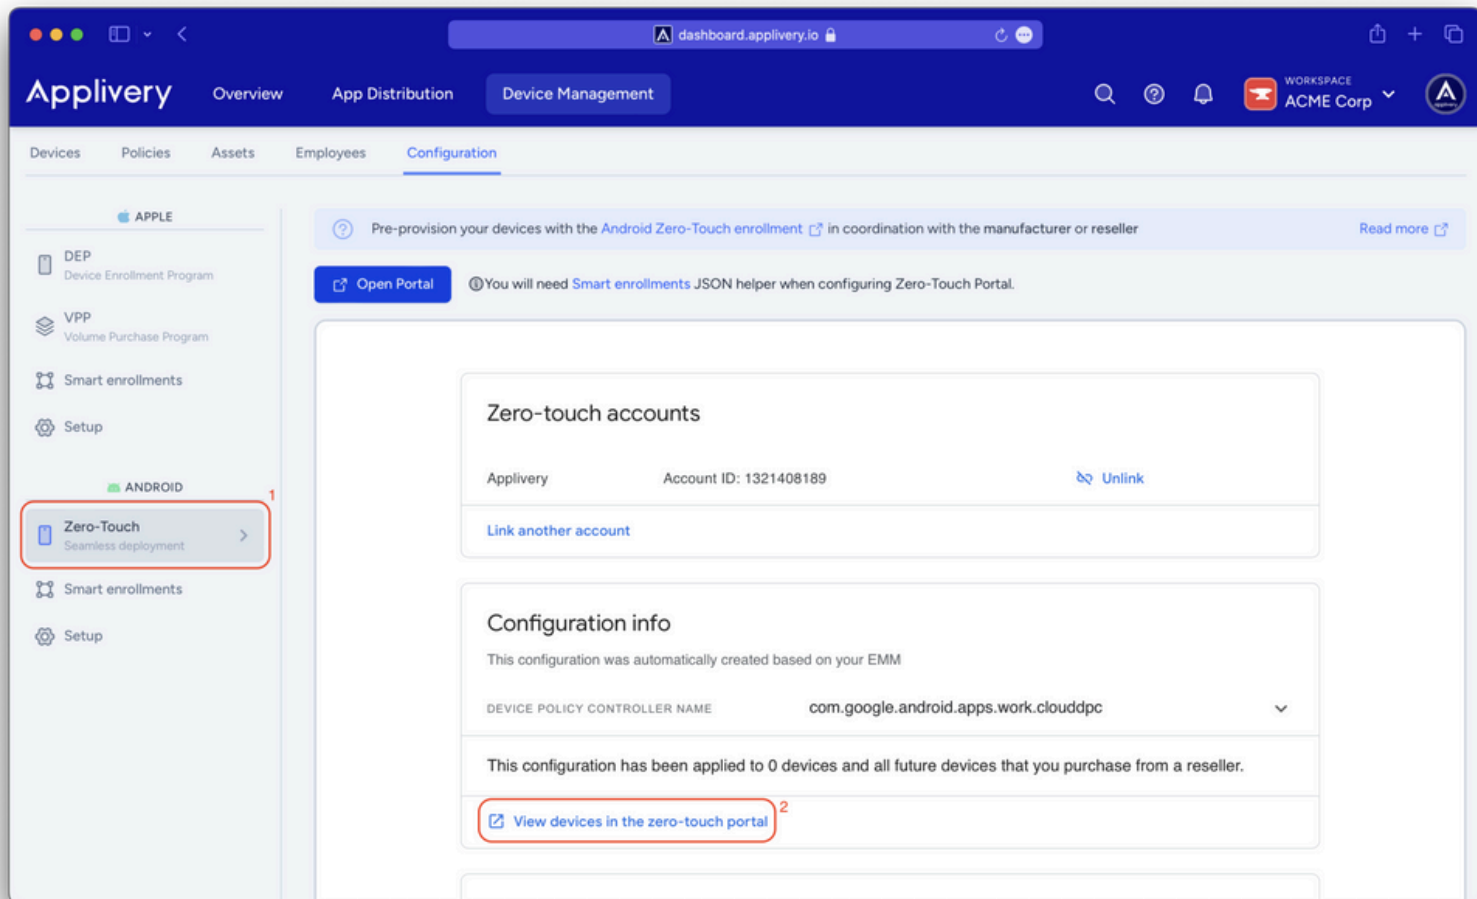 dashboard.applivery.io
Applivery
Overview
App Distribution
Device Management
WORKSPACE
ACME Corp
Devices
Policies
Assets
Employees
Configuration
APPLE
DEP
Device Enrollment Program
VPP
Volume Purchase Program
Smart enrollments
Setup
ANDROID
1
Zero-Touch
Seamless deployment
Smart enrollments
Setup
Pre-provision your devices with the Android Zero-Touch enrollment in coordination with the manufacturer or reseller
Read more
Open Portal
You will need Smart enrollments JSON helper when configuring Zero-Touch Portal.
Zero-touch accounts
Applivery
Account ID: 1321408189
Unlink
Link another account
Configuration info
This configuration was automatically created based on your EMM
DEVICE POLICY CONTROLLER NAME
com.google.android.apps.work.clouddpc
This configuration has been applied to 0 devices and all future devices that you purchase from a reseller.
View devices in the zero-touch portal
2